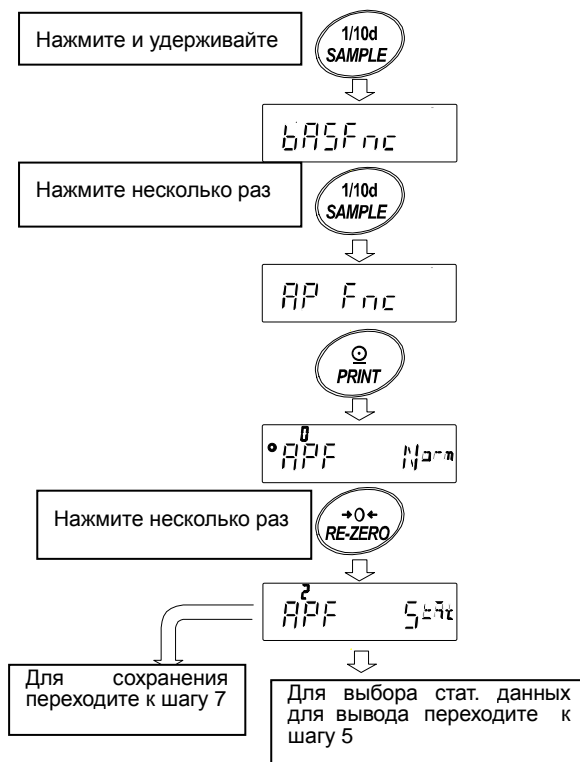 Нажмите и удерживайте
1/10d
SAMPLE
bASFnc
Нажмите несколько раз
1/10d
SAMPLE
AP Fnc
PRINT
0
APF Norm
Нажмите несколько раз
→0←
RE-ZERO
2
APF StAt
Для сохранения
переходите к шагу 7
Для выбора стат. данных
для вывода переходите к
шагу 5